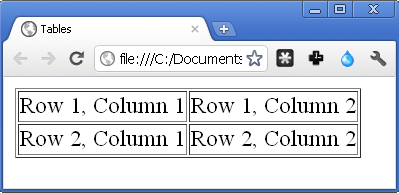 Tables
file:///C:/Documents
Row 1, Column 1 Row 1, Column 2
Row 2, Column 1 Row 2, Column 2